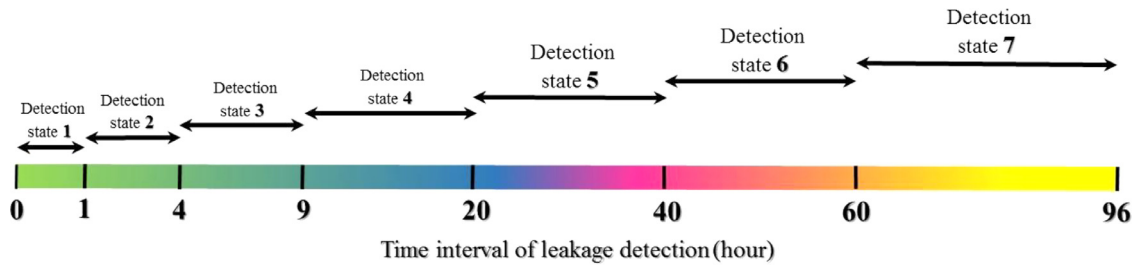 Detection
state 1
Detection
state 2
Detection
state 3
Detection
state 4
Detection
state 5
Detection
state 6
Detection
state 7
0 1 4 9 20 40 60 96
Time interval of leakage detection (hour)